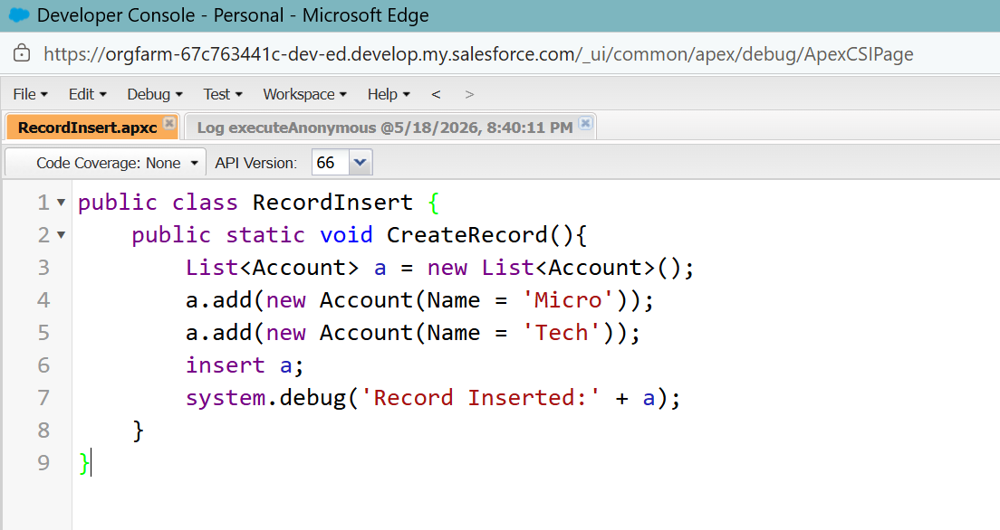 Developer Console - Personal - Microsoft Edge
https://orgfarm-67c763441c-dev-ed.develop.my.salesforce.com/_ui/common/apex/debug/ApexCSIPage
File Edit Debug Test Workspace Help < >
RecordInsert.apxc Log executeAnonymous @5/18/2026, 8:40:11 PM
Code Coverage: None API Version: 66
1 public class RecordInsert {
2 public static void CreateRecord(){
3 List<Account> a = new List<Account>();
4 a.add(new Account(Name = 'Micro'));
5 a.add(new Account(Name = 'Tech'));
6 insert a;
7 system.debug('Record Inserted:' + a);
8 }
9 }